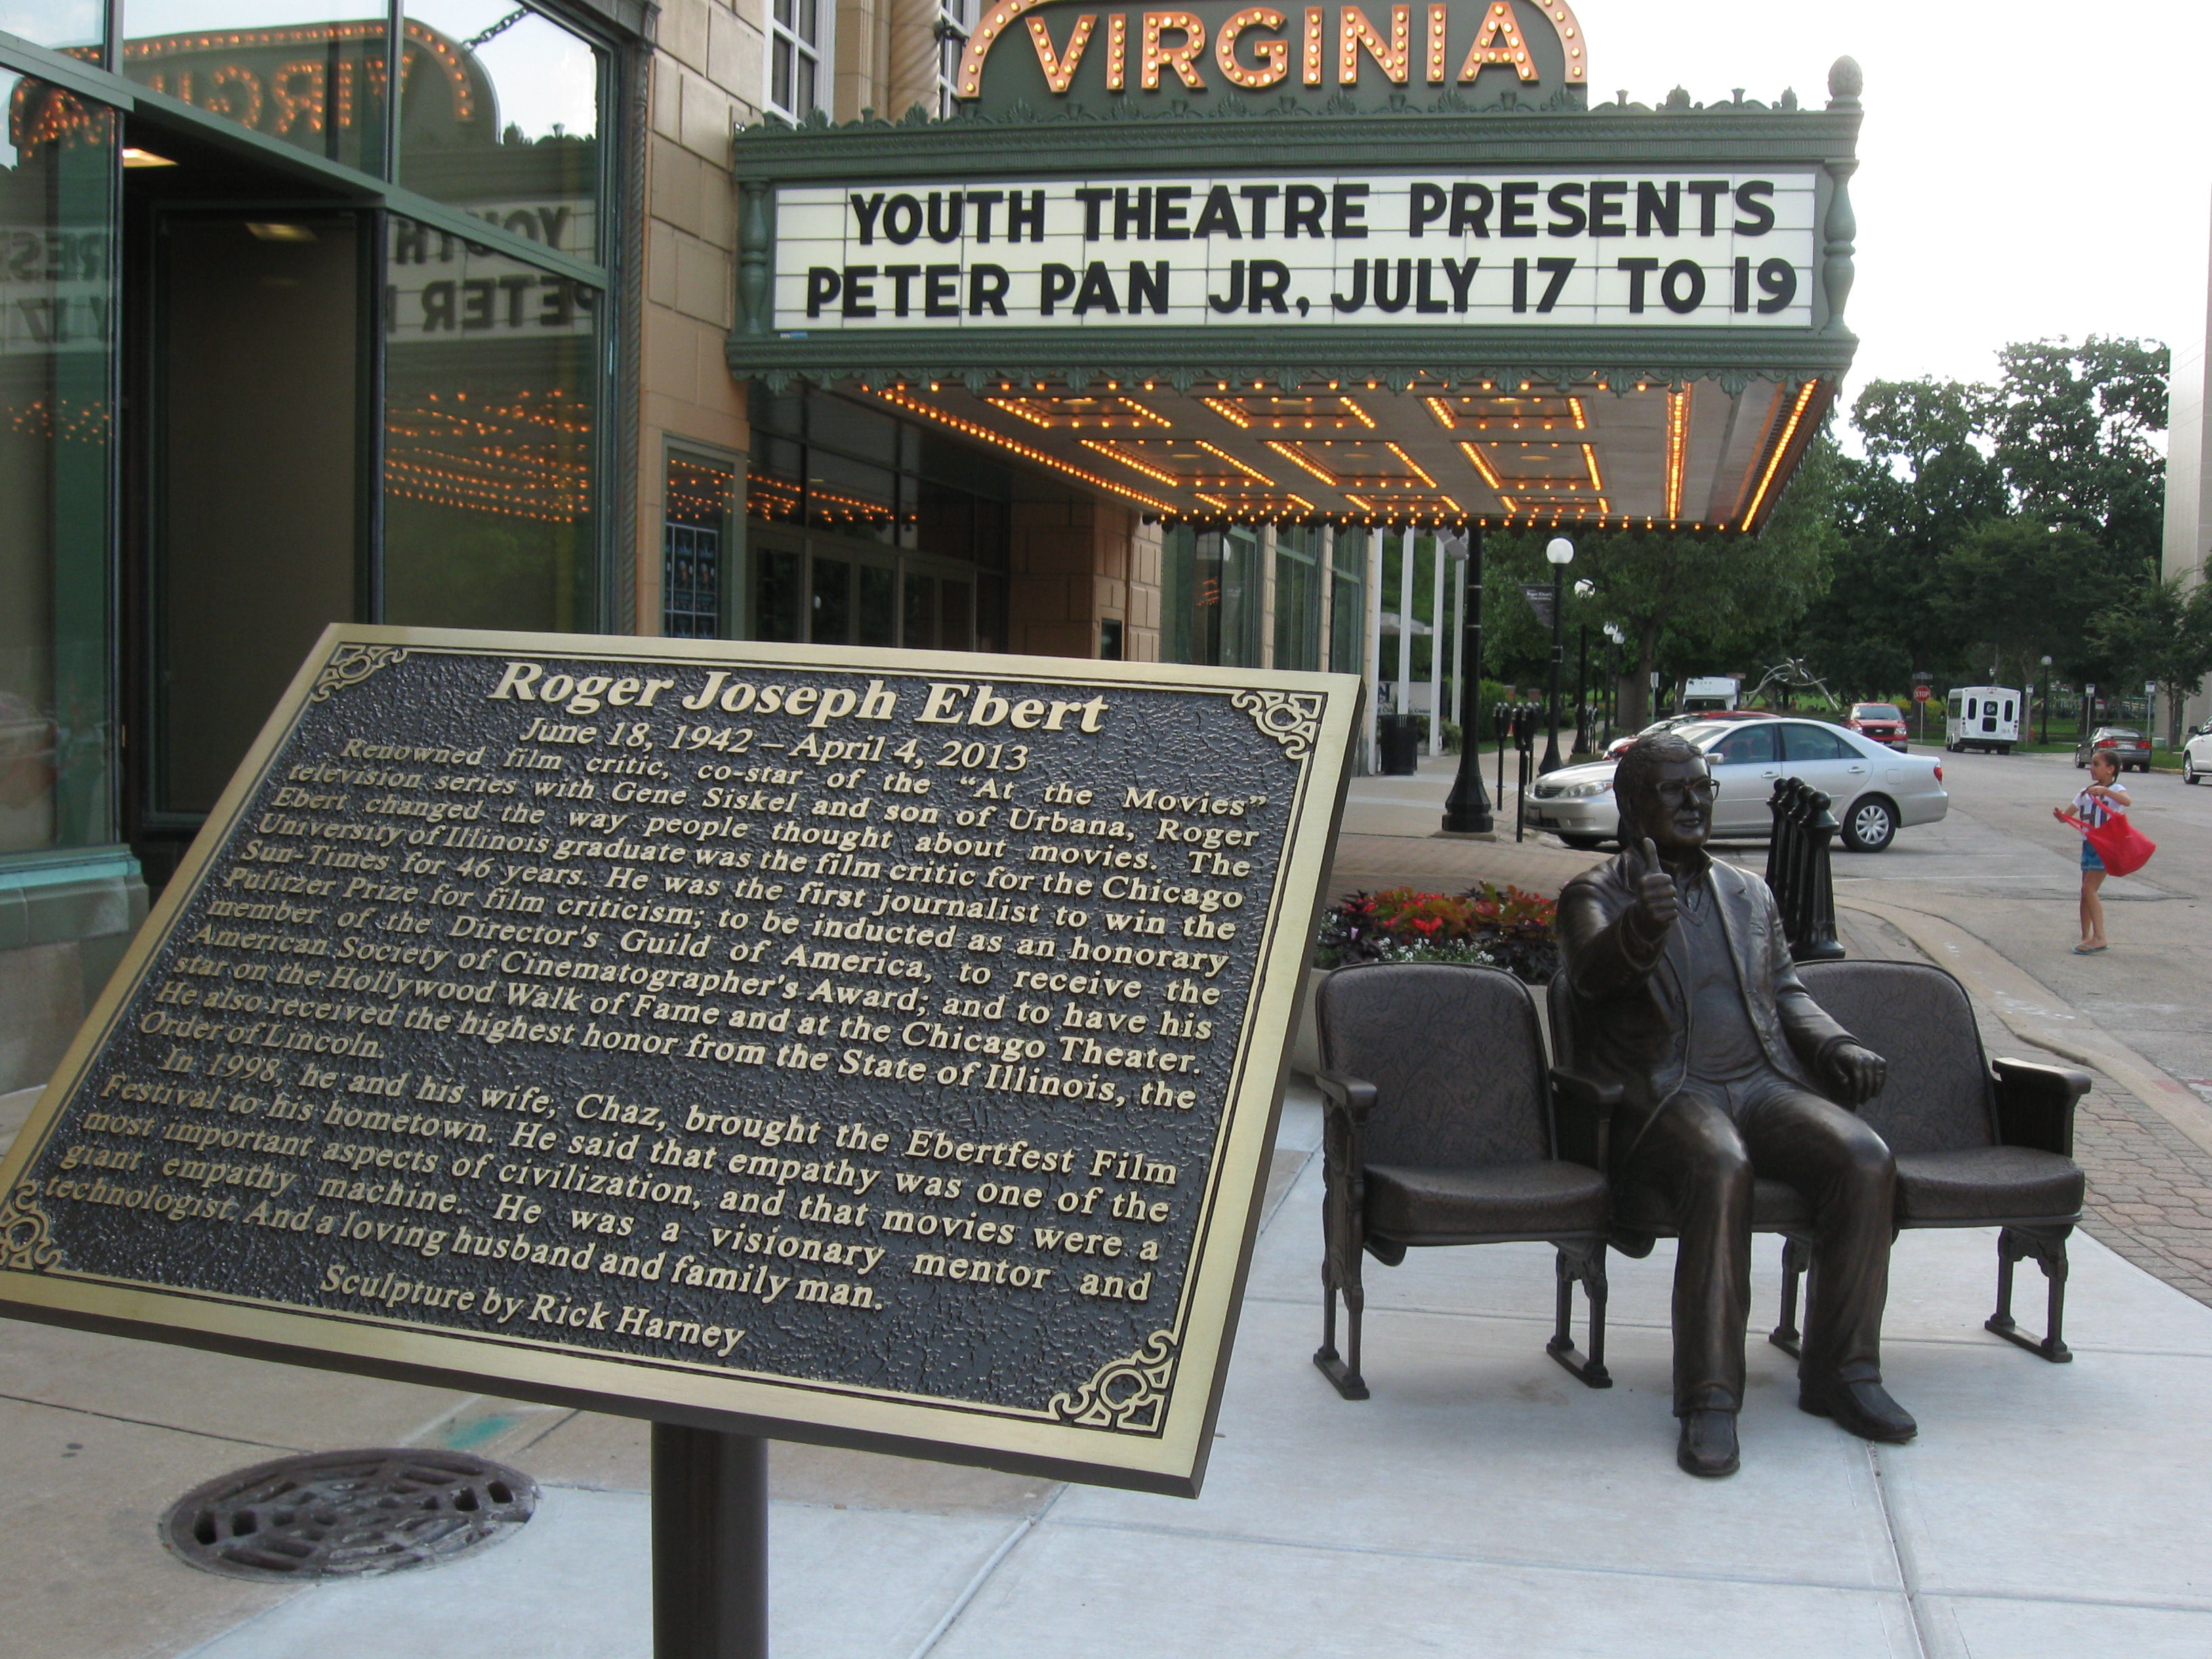 VIRGINIA
YOUTH THEATRE PRESENTS
PETER PAN JR, JULY 17 TO 19
Roger Joseph Ebert
June 18, 1942 – April 4, 2013
Renowned film critic, co-star of the “At the Movies”
television series with Gene Siskel and son of Urbana, Roger
Ebert changed the way people thought about movies. The
University of Illinois graduate was the film critic for the Chicago
Sun-Times for 46 years. He was the first journalist to win the
Pulitzer Prize for film criticism; to be inducted as an honorary
member of the Director's Guild of America, to receive the
American Society of Cinematographer's Award; and to have his
star on the Hollywood Walk of Fame and at the Chicago Theater.
He also received the highest honor from the State of Illinois, the
Order of Lincoln.
In 1998, he and his wife, Chaz, brought the Ebertfest Film
Festival to his hometown. He said that empathy was one of the
most important aspects of civilization, and that movies were a
giant empathy machine. He was a visionary mentor and
technologist. And a loving husband and family man.
Sculpture by Rick Harney
STOP